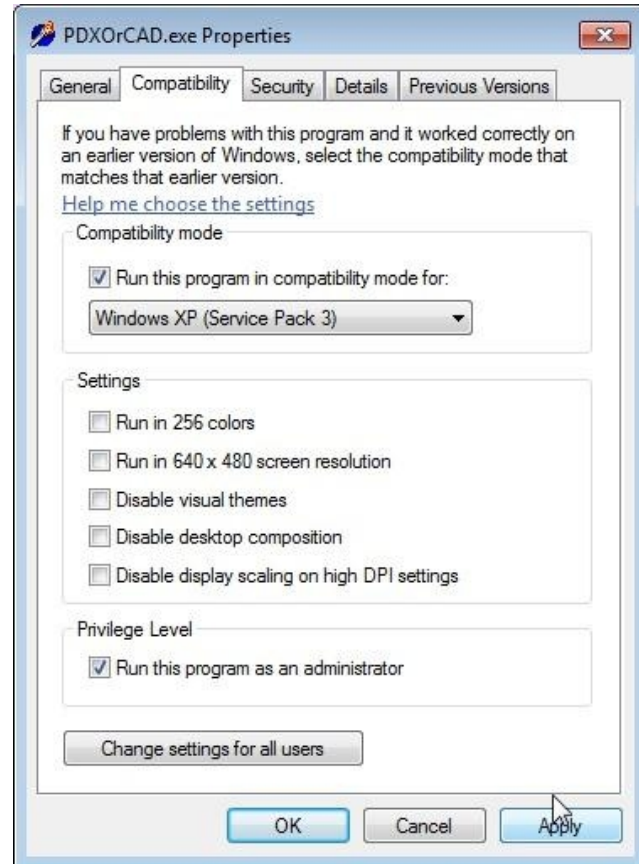 PDXOrCAD.exe Properties
General Compatibility Security Details Previous Versions
If you have problems with this program and it worked correctly on
an earlier version of Windows, select the compatibility mode that
matches that earlier version.
Help me choose the settings
Compatibility mode
Run this program in compatibility mode for:
Windows XP (Service Pack 3)
Settings
Run in 256 colors
Run in 640 x 480 screen resolution
Disable visual themes
Disable desktop composition
Disable display scaling on high DPI settings
Privilege Level
Run this program as an administrator
Change settings for all users
OK Cancel Apply